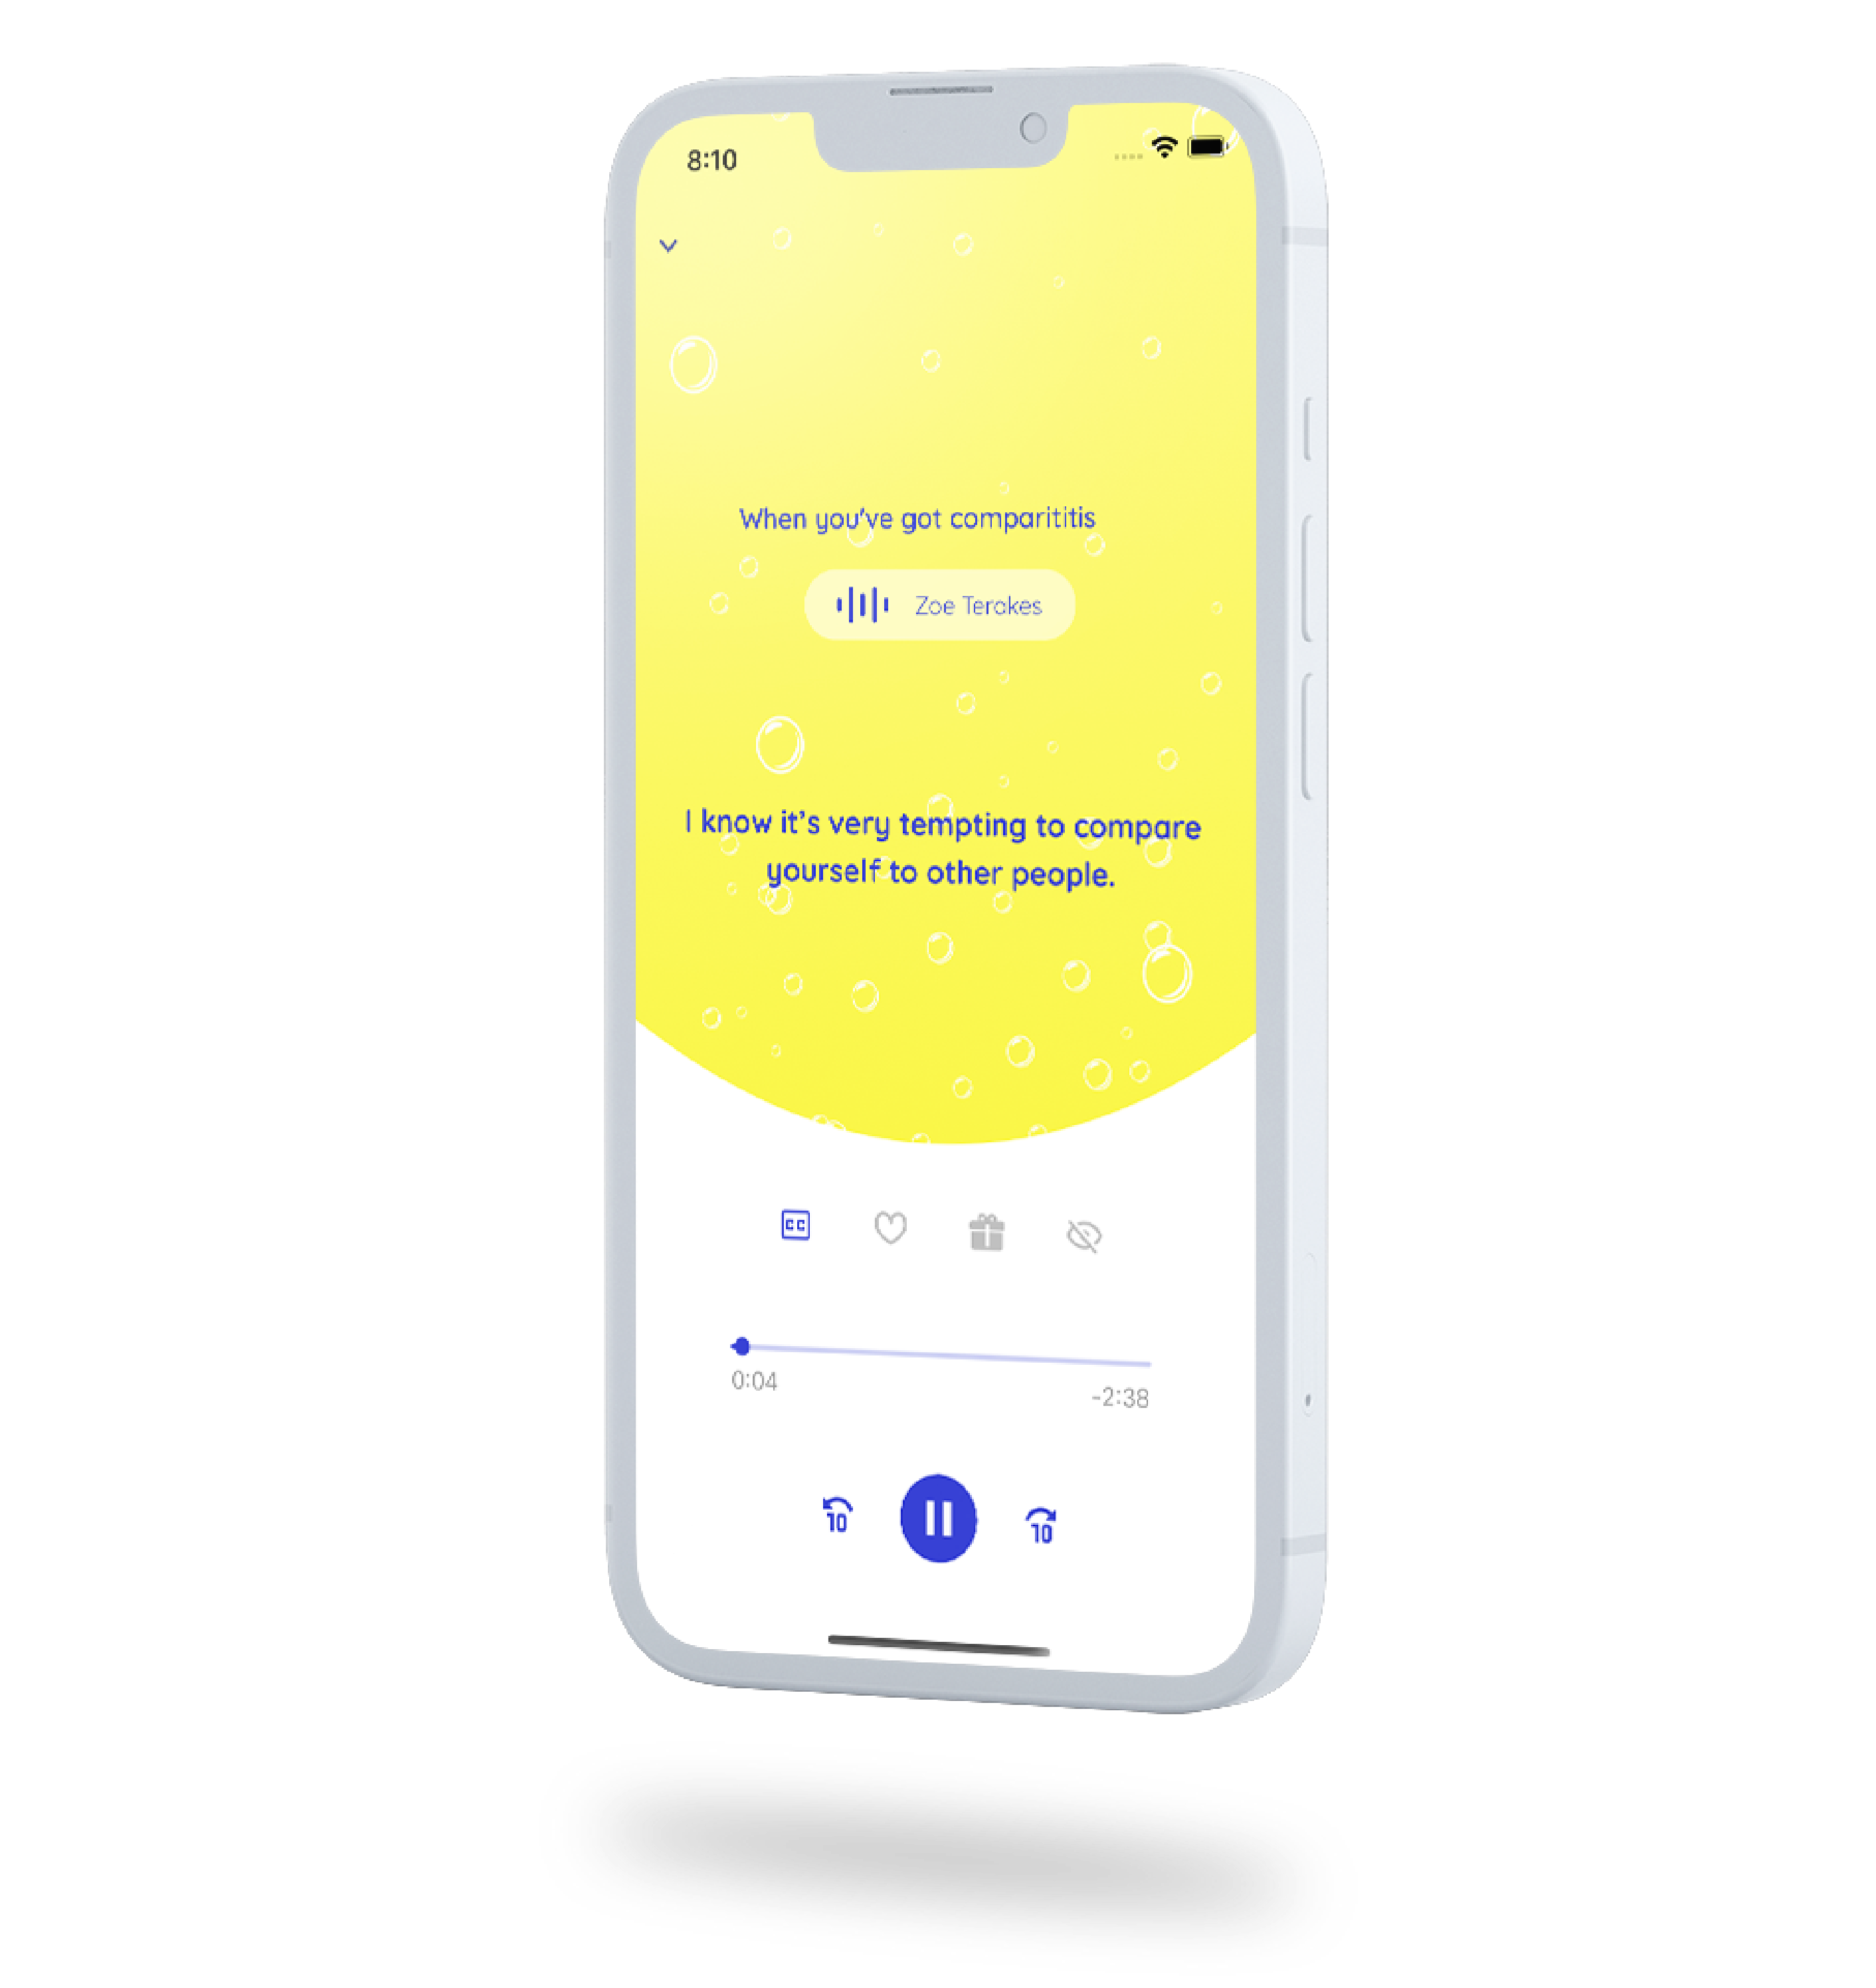 8:10
When you've got comparititis
Zoe Terakes
I know it's very tempting to compare
yourself to other people.
CC
0:04
-2:38
10
10